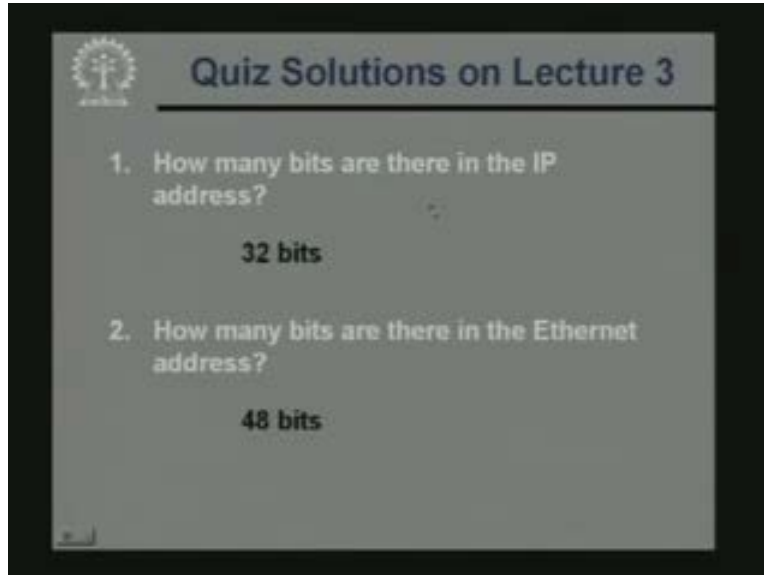 Quiz Solutions on Lecture 3
1. How many bits are there in the IP
address?
32 bits
2. How many bits are there in the Ethernet
address?
48 bits